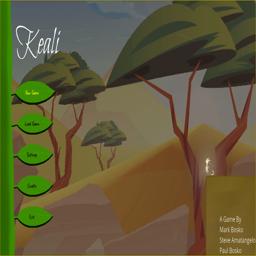 Keali
New Game
Load Game
Settings
Credits
Exit
A Game By
Mark Bosko
Steve Amatangelo
Paul Bosko